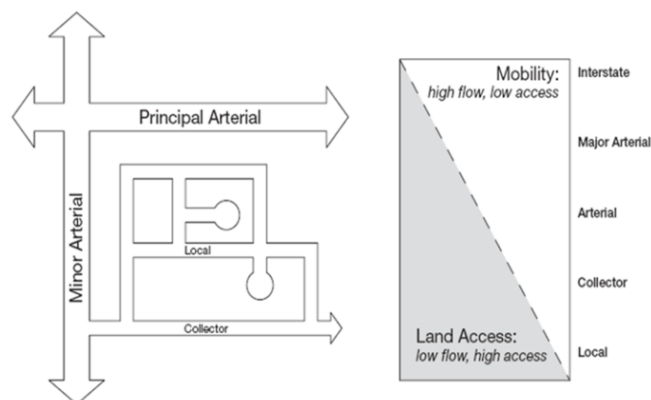 Principal Arterial
Minor Arterial
Local
Collector
Mobility:
high flow, low access
Land Access:
low flow, high access
Interstate
Major Arterial
Arterial
Collector
Local